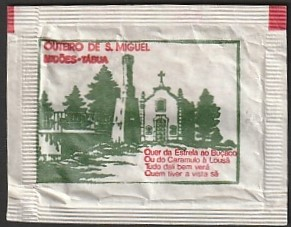 OUTEIRO DE S. MIGUEL
MIDÕES-TÁBUA
Quer da Estrela ao Buçaco
Ou do Caramulo à Lousã
Tudo dali bem verá
Quem tiver a vista sã